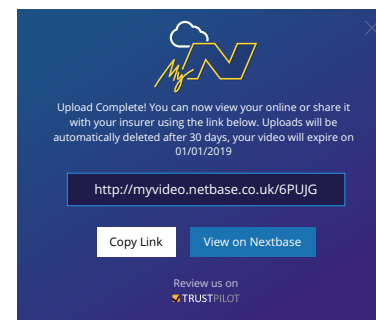 My N
Upload Complete! You can now view your online or share it
with your insurer using the link below. Uploads will be
automatically deleted after 30 days, your video will expire on
01/01/2019
http://myvideo.netbase.co.uk/6PUJG
Copy Link View on Nextbase
Review us on
TRUSTPILOT